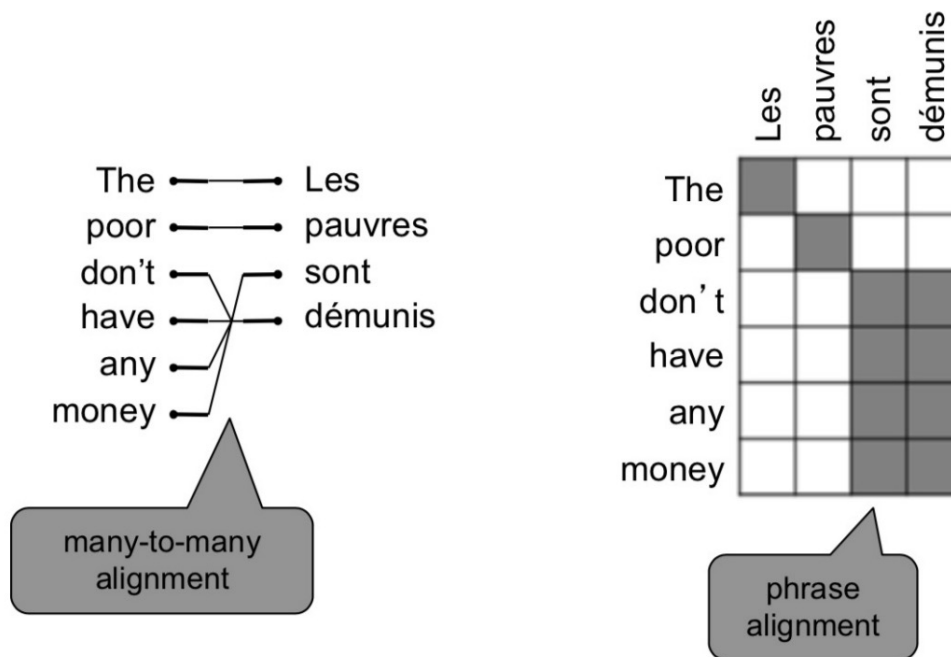 The Les
poor pauvres
don't sont
have démunis
any
money
many-to-many
alignment
Les
pauvres
sont
démunis
The
poor
don't
have
any
money
phrase
alignment